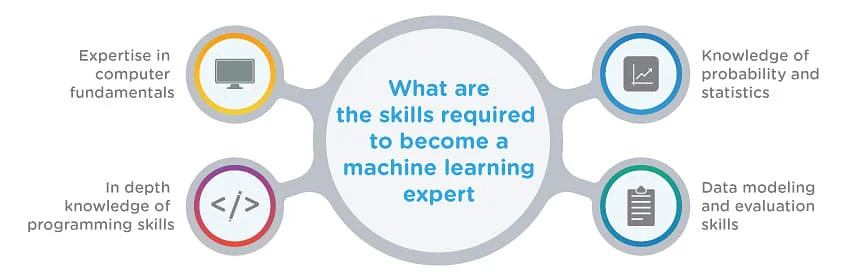 Expertise in
computer
fundamentals
In depth
knowledge of
programming skills
</>
What are
the skills required
to become a
machine learning
expert
Knowledge of
probability and
statistics
Data modeling
and evaluation
skills